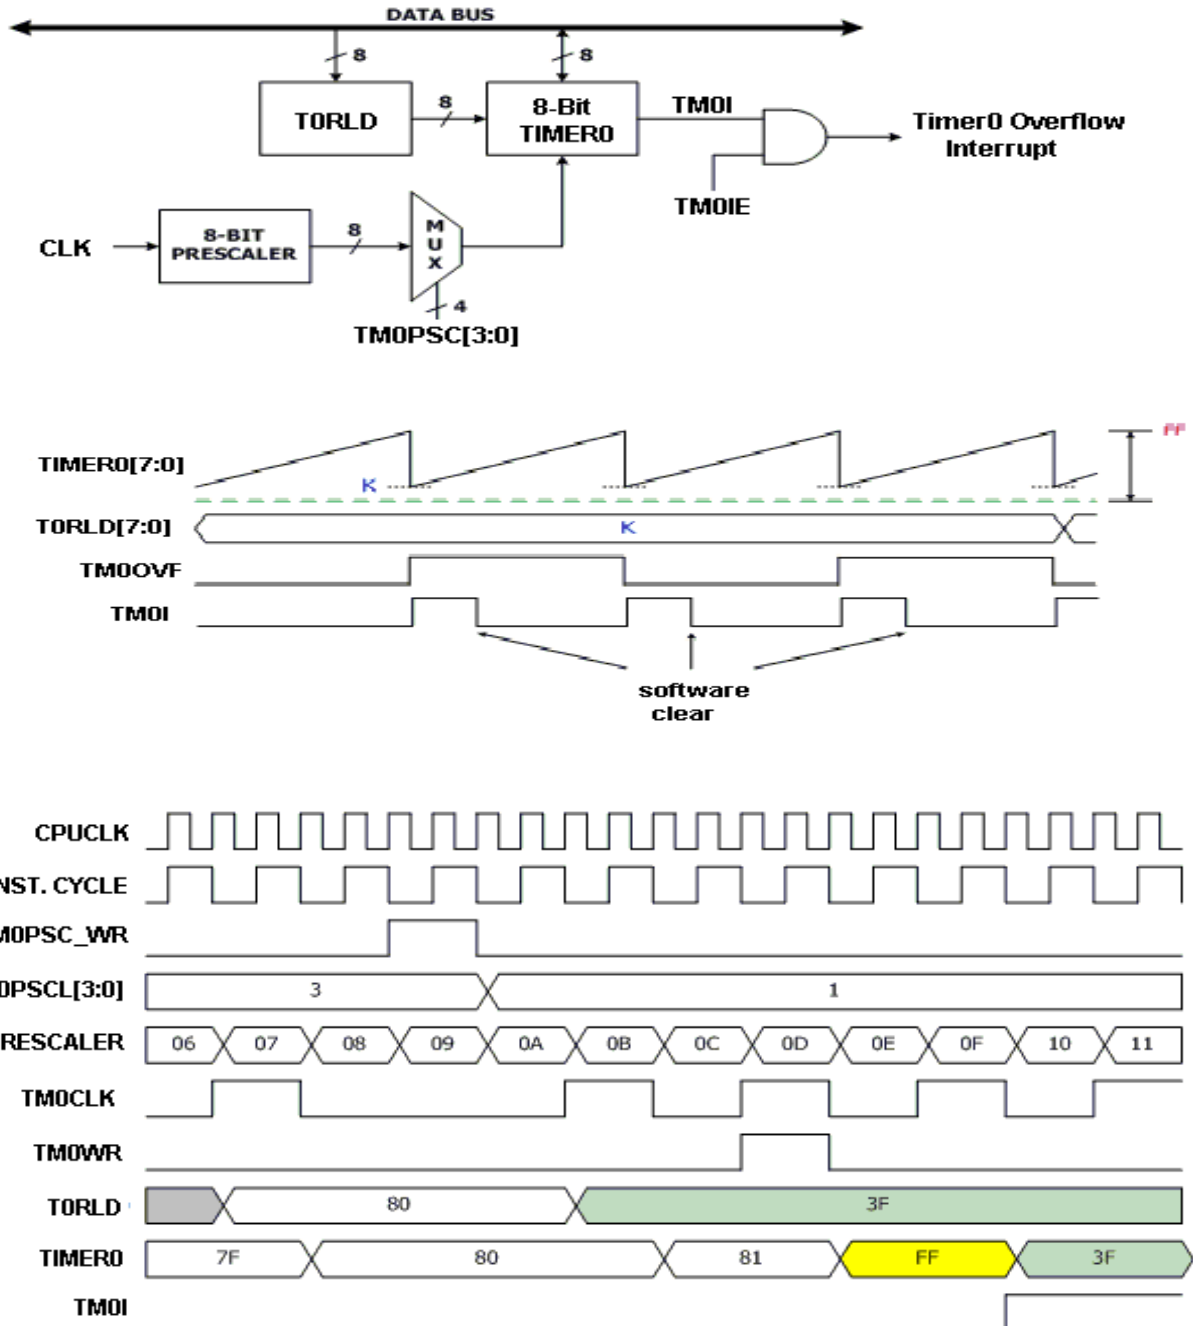 DATA BUS
8
8
T0RLD
8
8-Bit
TIMER0
TM0I
Timer0 Overflow
Interrupt
TM0IE
CLK
8-BIT
PRESCALER
8
MUX
4
TM0PSC[3:0]
TIMER0[7:0]
K
FF
T0RLD[7:0]
K
TM0OVF
TM0I
software
clear
CPUCLK
NST. CYCLE
M0PSC_WR
0PSCL[3:0]
3
1
RESCALER
06
07
08
09
0A
0B
0C
0D
0E
0F
10
11
TM0CLK
TM0WR
T0RLD
80
3F
TIMER0
7F
80
81
FF
3F
TM0I